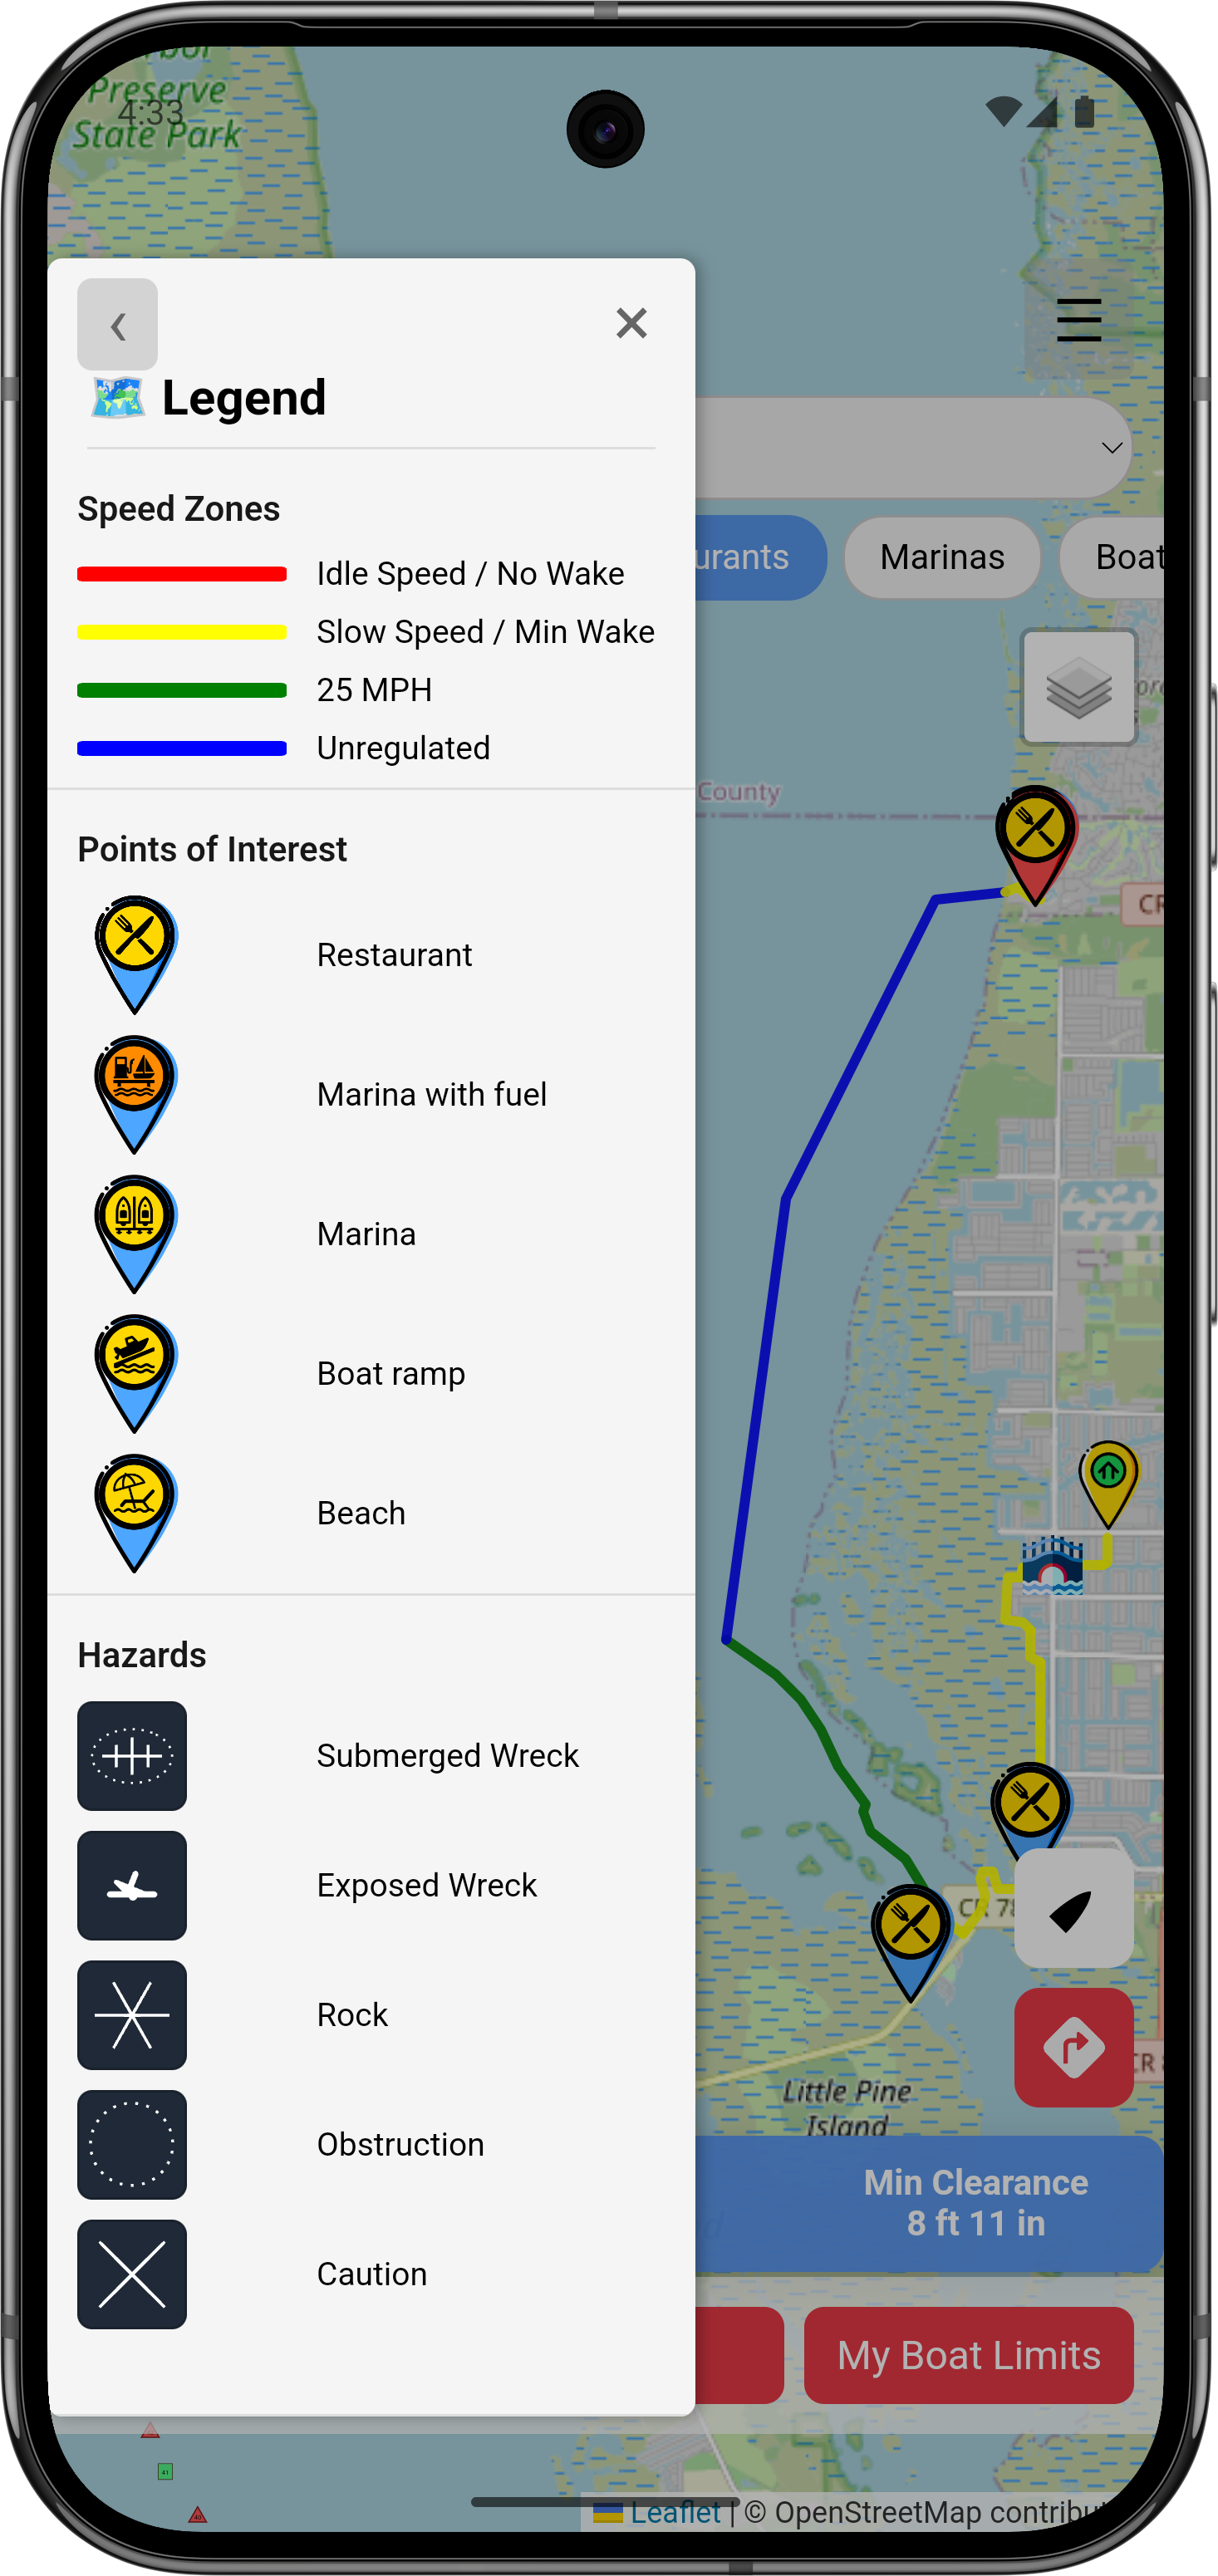 Preserve
4:33
State Park
Legend
Speed Zones
Idle Speed / No Wake
Slow Speed / Min Wake
25 MPH
Unregulated
Points of Interest
Restaurant
Marina with fuel
Marina
Boat ramp
Beach
Hazards
Submerged Wreck
Exposed Wreck
Rock
Obstruction
Caution
urants
Marinas
Boat
County
CR
CR 78
Little Pine
Island
CR
Min Clearance
8 ft 11 in
My Boat Limits
41
Leaflet | © OpenStreetMap contribut